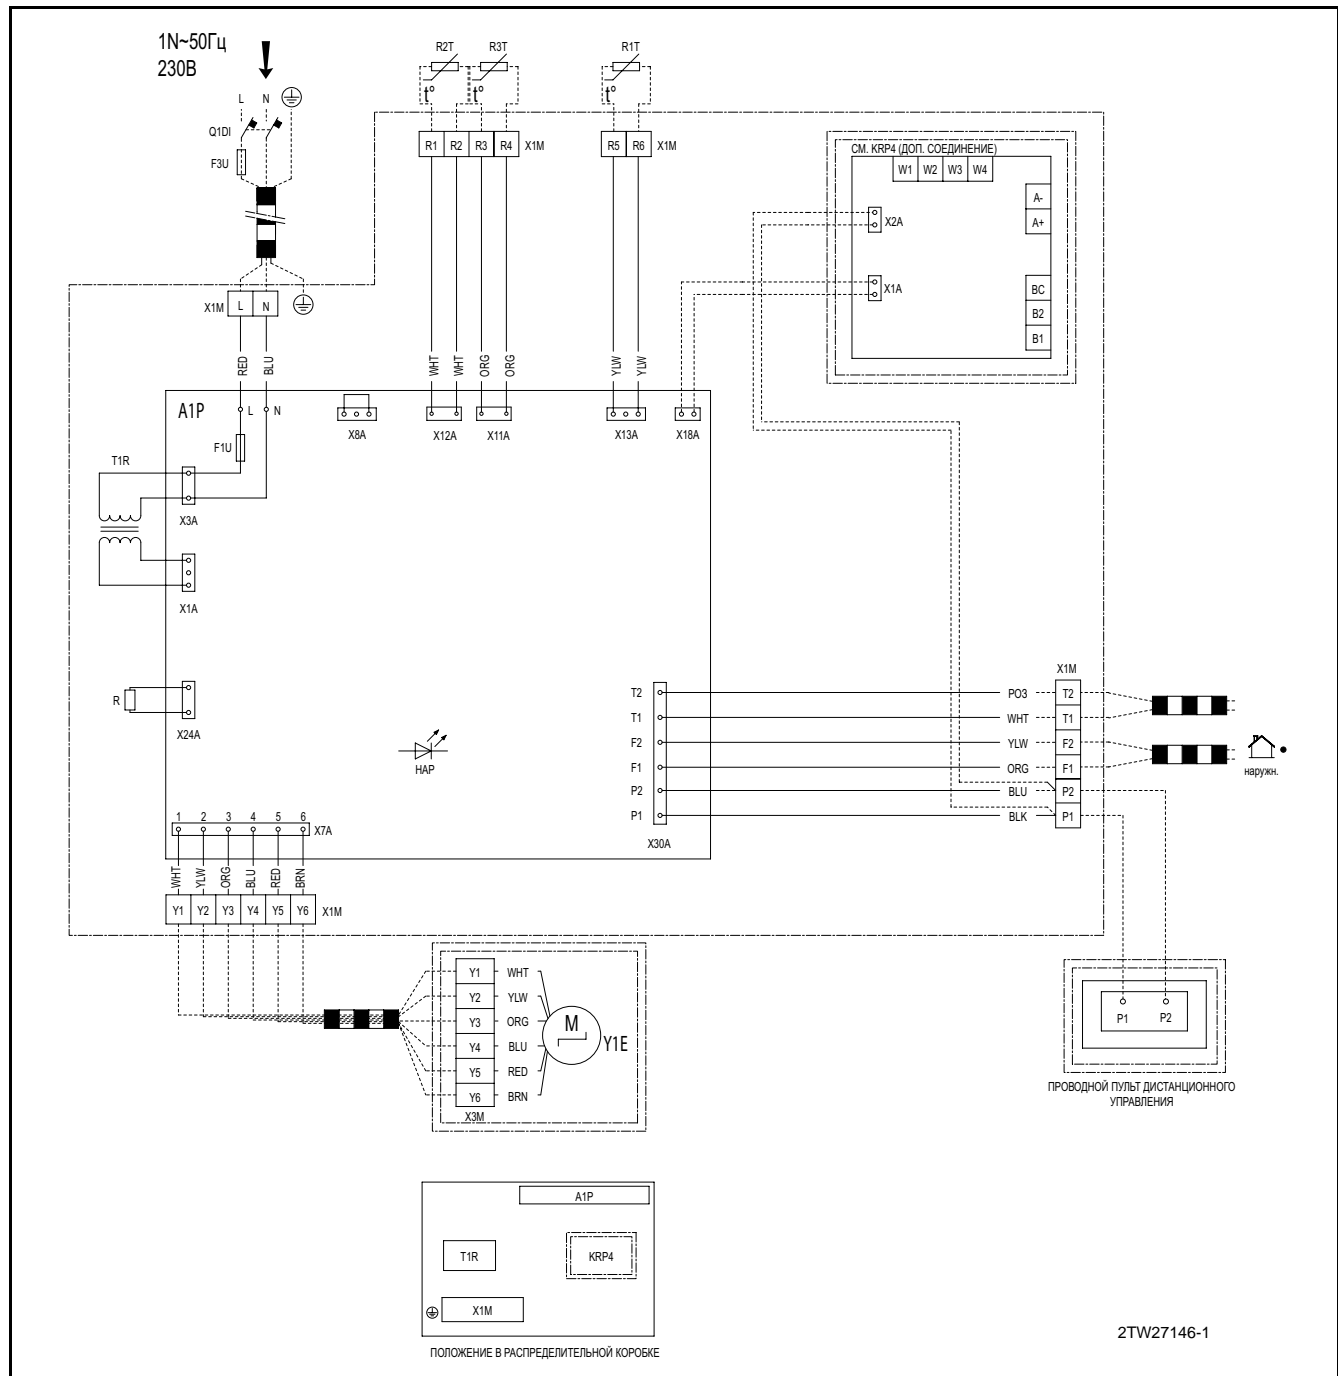 1N~50Гц
230В
L N
Q1DI
F3U
R2T R3T R1T
t° t° t°
R1 R2 R3 R4 X1M
R5 R6 X1M
СМ. KRP4 (ДОП. СОЕДИНЕНИЕ)
W1 W2 W3 W4
A-
A+
X2A
X1A
BC
B2
B1
X1M L N
RED BLU
WHT WHT ORG ORG
YLW YLW
A1P
L N
F1U
X8A X12A X11A X13A X18A
T1R
X3A
X1A
R
X24A
HAP
X1M
T2 РОЗ T2
T1 WHT T1
F2 YLW F2
F1 ORG F1
P2 BLU P2
P1 BLK P1
X30A
наружн.
1 2 3 4 5 6
X7A
WHT YLW ORG BLU RED BRN
Y1 Y2 Y3 Y4 Y5 Y6 X1M
Y1 WHT
Y2 YLW
Y3 ORG
Y4 BLU
Y5 RED
Y6 BRN
M
Y1E
X3M
P1 P2
ПРОВОДНОЙ ПУЛЬТ ДИСТАНЦИОННОГО
УПРАВЛЕНИЯ
A1P
T1R
KRP4
X1M
ПОЛОЖЕНИЕ В РАСПРЕДЕЛИТЕЛЬНОЙ КОРОБКЕ
2TW27146-1